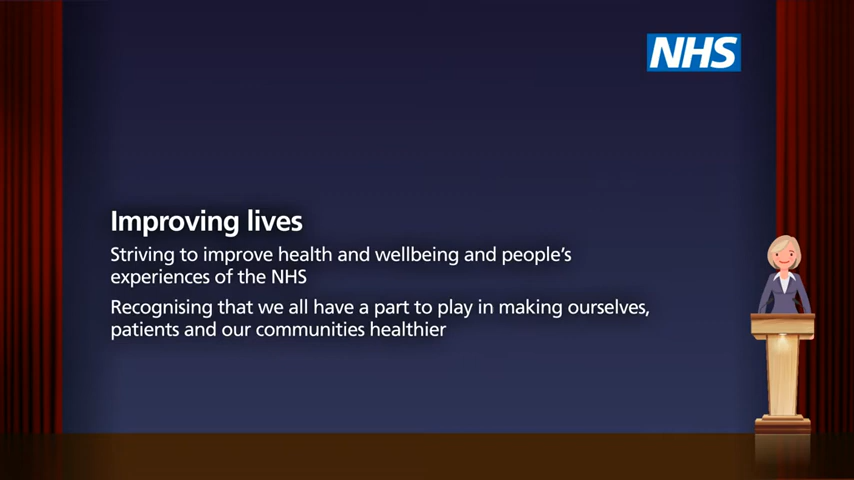 NHS
Improving lives
Striving to improve health and wellbeing and people’s
experiences of the NHS
Recognising that we all have a part to play in making ourselves,
patients and our communities healthier